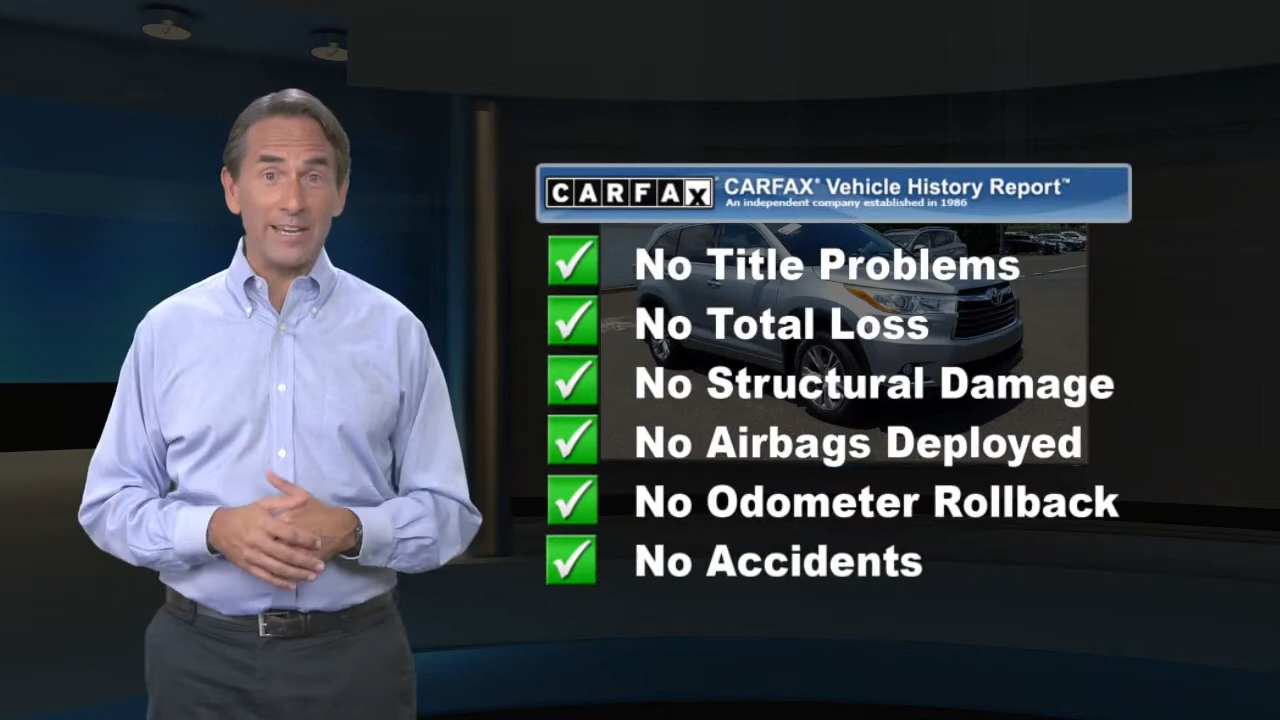 CARFAX® CARFAX® Vehicle History Report™
An independent company established in 1986
No Title Problems
No Total Loss
No Structural Damage
No Airbags Deployed
No Odometer Rollback
No Accidents